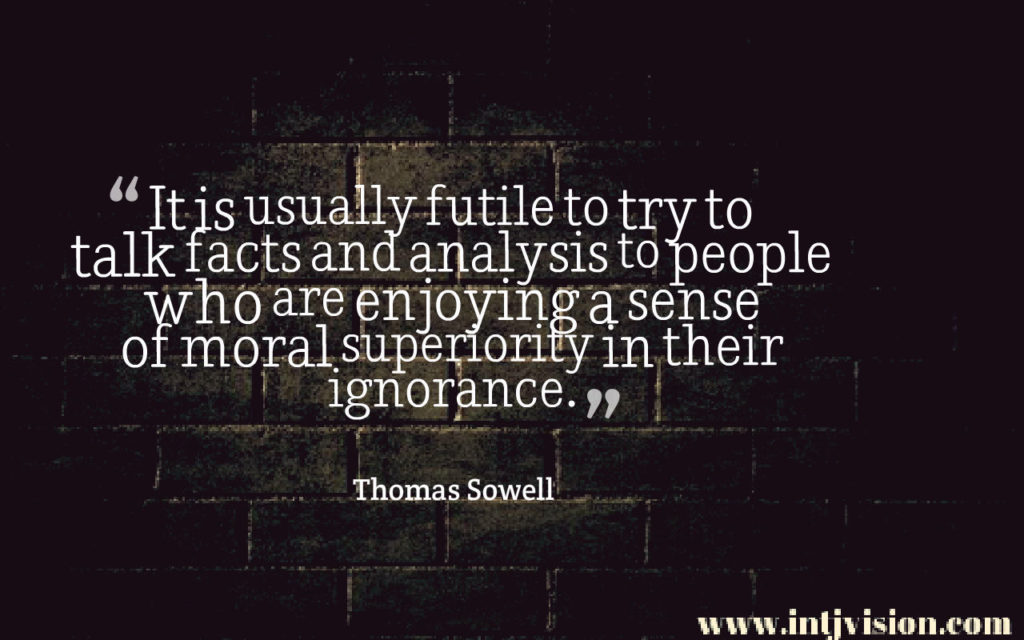 “ It is usually futile to try to
talk facts and analysis to people
who are enjoying a sense
of moral superiority in their
ignorance. ”
Thomas Sowell
www.intjvision.com